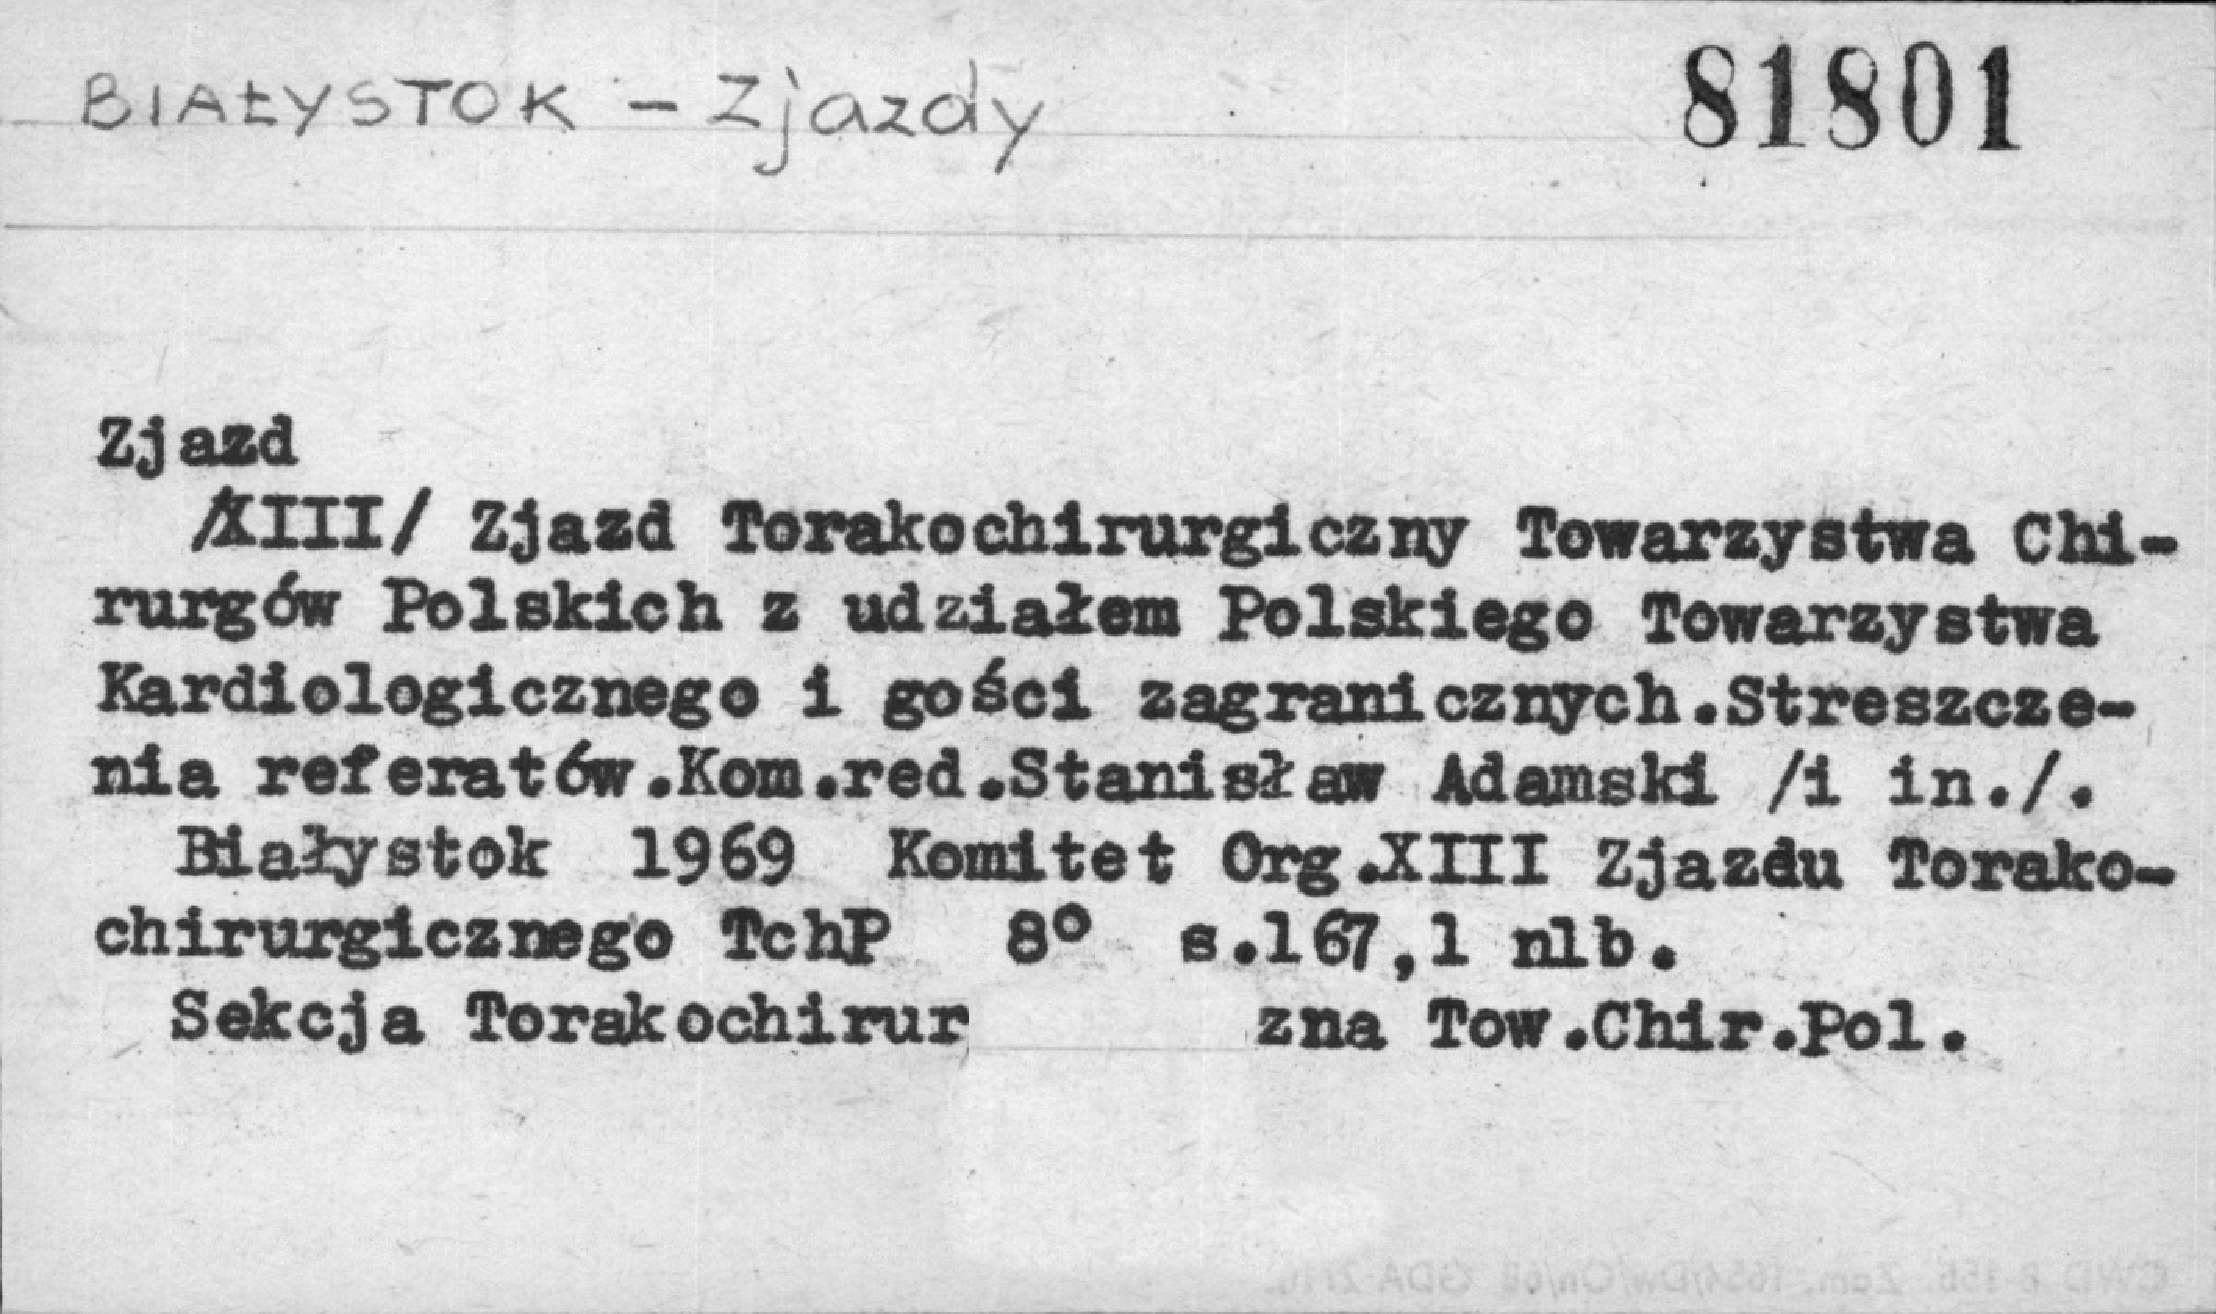 BIAŁYSTOK - Zjazdy 81801
Zjazd
/XIII/ Zjazd Torakochirurgiczny Towarzystwa Chi-
rurgów Polskich z udziałem Polskiego Towarzystwa
Kardiologicznego i gości zagranicznych.Streszcze-
nia referatów.Kom.red.Stanisław Adamski /i in./.
Białystok 1969 Komitet Org.XIII Zjazdu Torako-
chirurgicznego TchP 8° s.167,1 nlb.
Sekcja Torakochirur zna Tow.Chir.Pol.